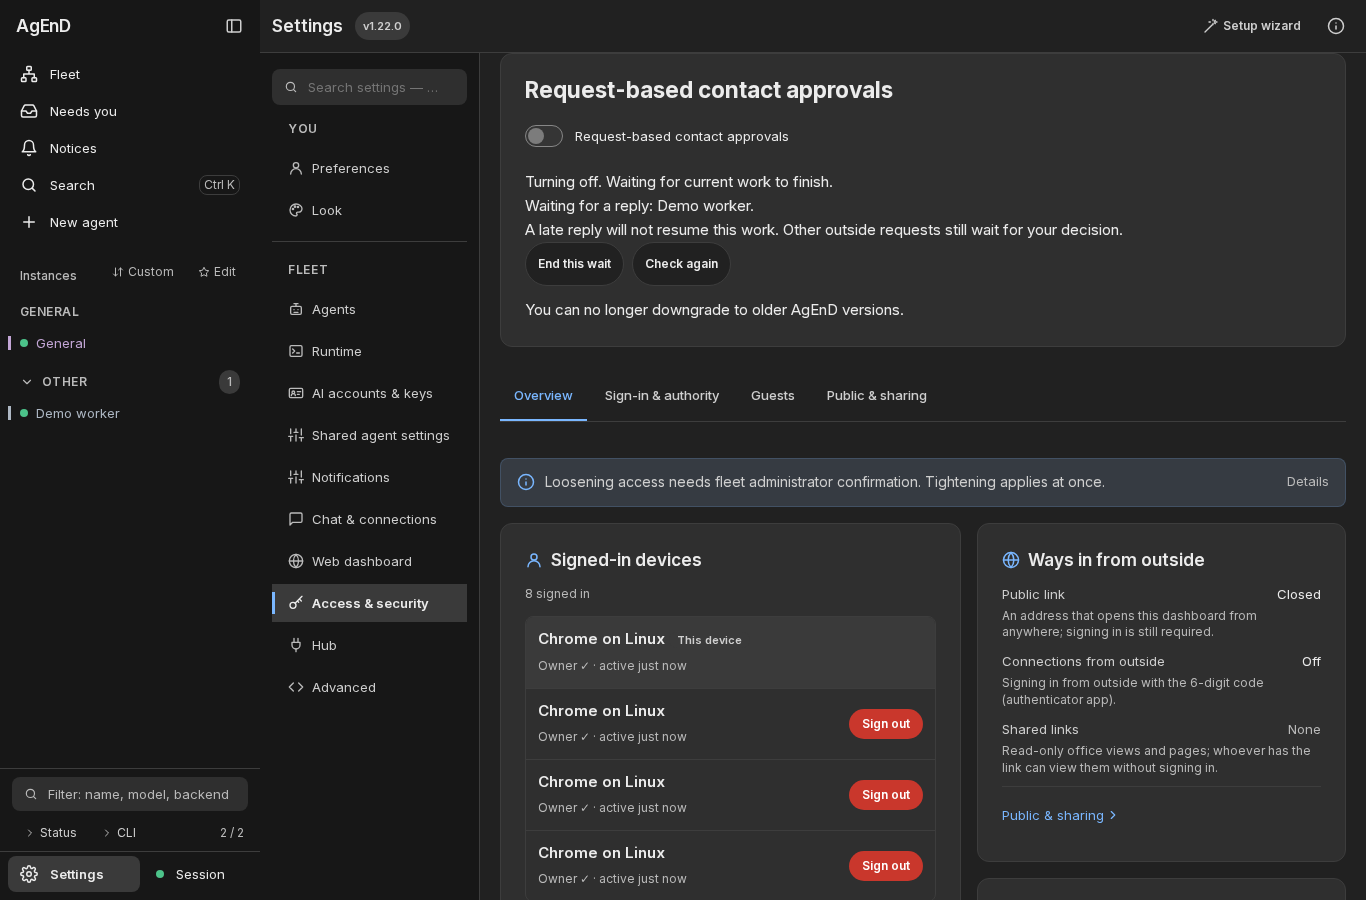 AgEnD
Fleet
Needs you
Notices
Search
Ctrl K
New agent
Instances
Custom
Edit
GENERAL
General
OTHER
1
Demo worker
Filter: name, model, backend
Status
CLI
2 / 2
Settings
Session
Settings
v1.22.0
Setup wizard
Search settings — …
YOU
Preferences
Look
FLEET
Agents
Runtime
AI accounts & keys
Shared agent settings
Notifications
Chat & connections
Web dashboard
Access & security
Hub
Advanced
Request-based contact approvals
Request-based contact approvals
Turning off. Waiting for current work to finish.
Waiting for a reply: Demo worker.
A late reply will not resume this work. Other outside requests still wait for your decision.
End this wait
Check again
You can no longer downgrade to older AgEnD versions.
Overview
Sign-in & authority
Guests
Public & sharing
Loosening access needs fleet administrator confirmation. Tightening applies at once.
Details
Signed-in devices
8 signed in
Chrome on Linux
This device
Owner ✓ · active just now
Chrome on Linux
Owner ✓ · active just now
Sign out
Chrome on Linux
Owner ✓ · active just now
Sign out
Chrome on Linux
Owner ✓ · active just now
Sign out
Ways in from outside
Public link
Closed
An address that opens this dashboard from
anywhere; signing in is still required.
Connections from outside
Off
Signing in from outside with the 6-digit code
(authenticator app).
Shared links
None
Read-only office views and pages; whoever has the
link can view them without signing in.
Public & sharing